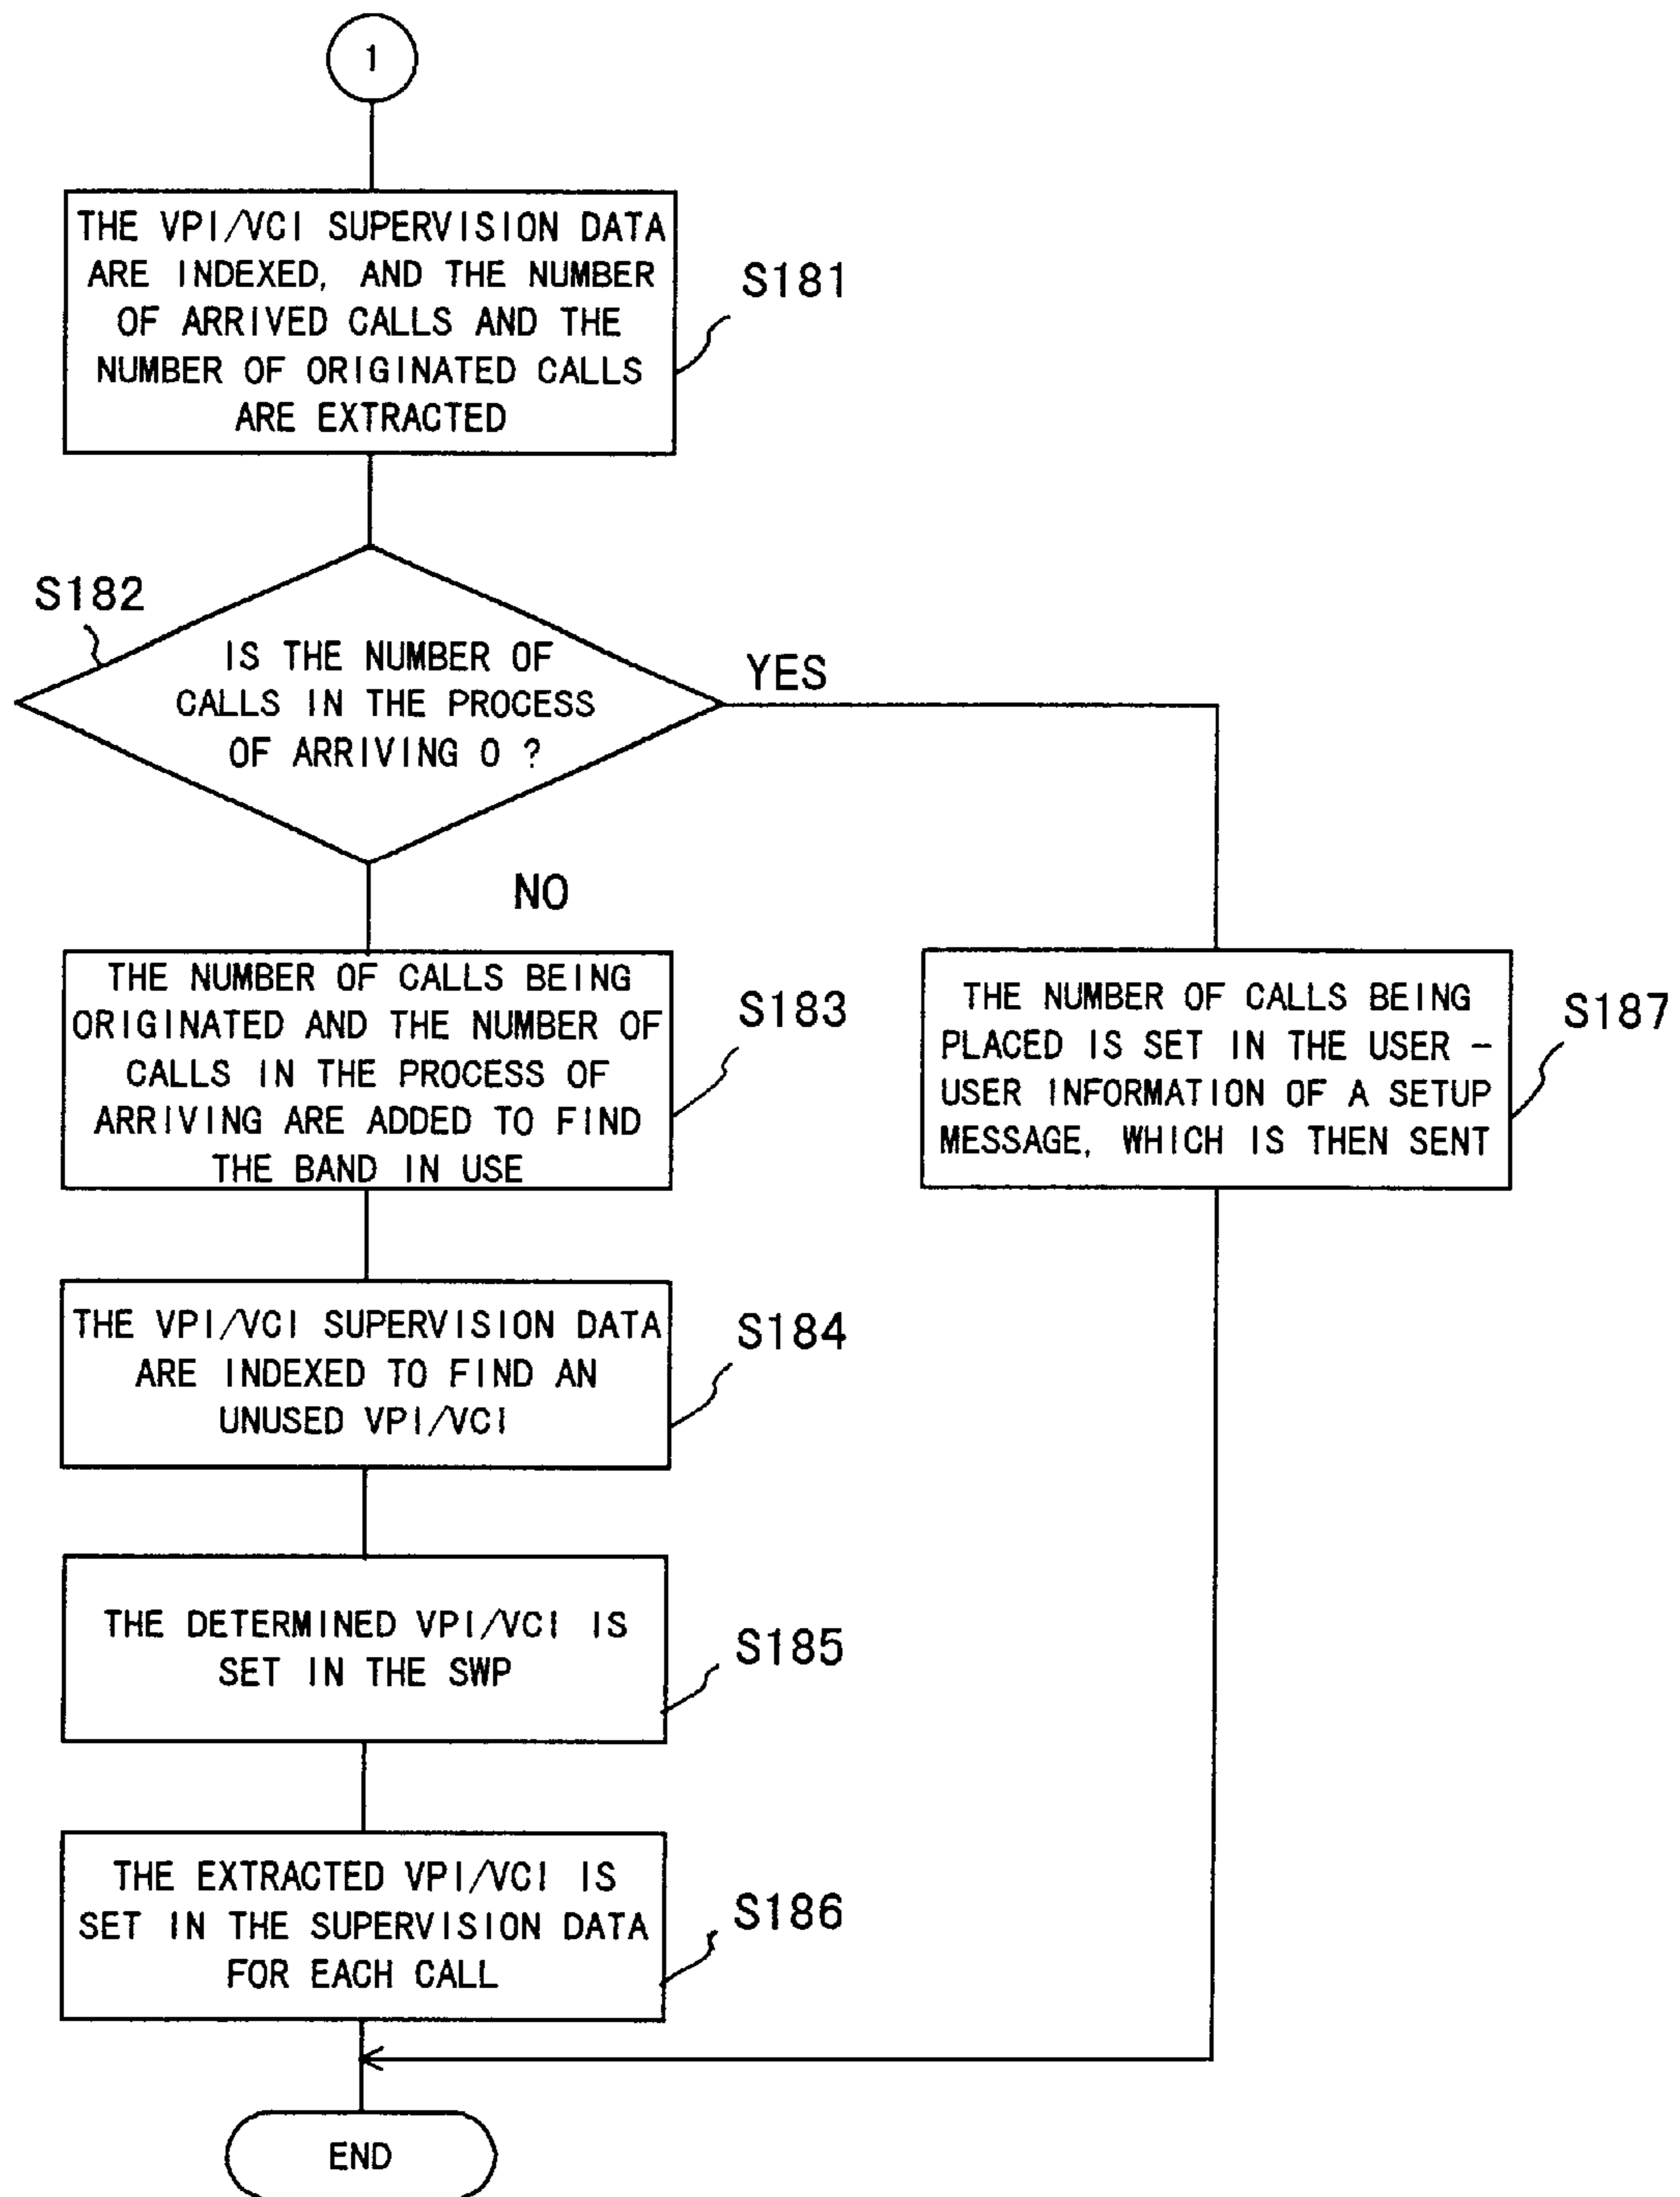 1
THE VPI/VCI SUPERVISION DATA
ARE INDEXED, AND THE NUMBER
OF ARRIVED CALLS AND THE
NUMBER OF ORIGINATED CALLS
ARE EXTRACTED
S181
S182
IS THE NUMBER OF
CALLS IN THE PROCESS
OF ARRIVING 0 ?
YES
NO
THE NUMBER OF CALLS BEING
ORIGINATED AND THE NUMBER OF
CALLS IN THE PROCESS OF
ARRIVING ARE ADDED TO FIND
THE BAND IN USE
S183
THE NUMBER OF CALLS BEING
PLACED IS SET IN THE USER -
USER INFORMATION OF A SETUP
MESSAGE, WHICH IS THEN SENT
S187
THE VPI/VCI SUPERVISION DATA
ARE INDEXED TO FIND AN
UNUSED VPI/VCI
S184
THE DETERMINED VPI/VCI IS
SET IN THE SWP
S185
THE EXTRACTED VPI/VCI IS
SET IN THE SUPERVISION DATA
FOR EACH CALL
S186
END